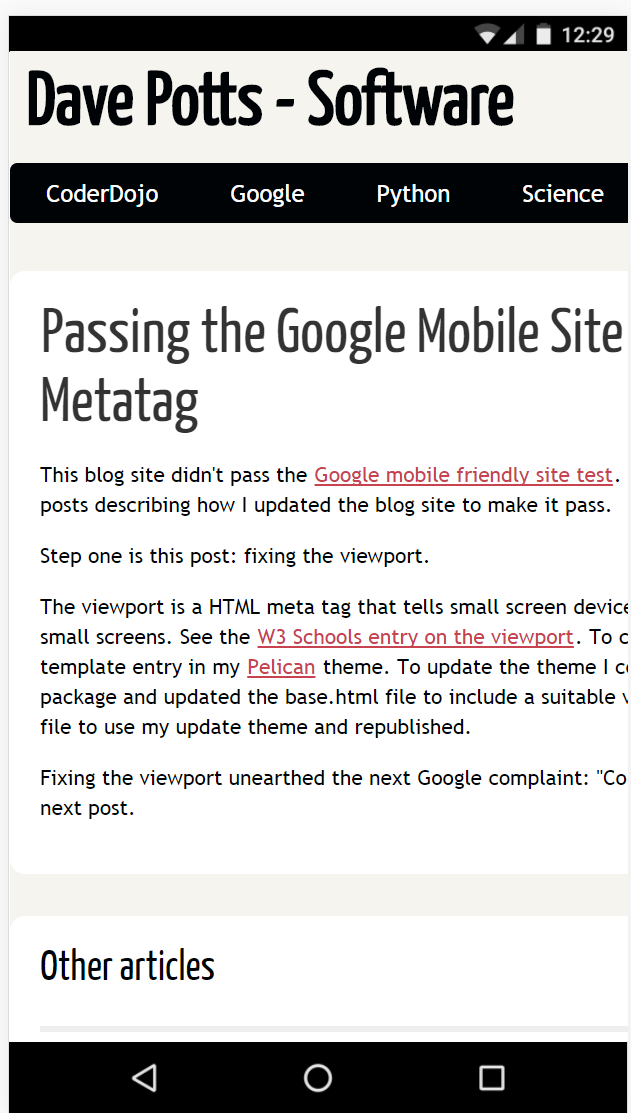 12:29
Dave Potts - Software
CoderDojo Google Python Science
Passing the Google Mobile Site
Metatag
This blog site didn't pass the Google mobile friendly site test.
posts describing how I updated the blog site to make it pass.
Step one is this post: fixing the viewport.
The viewport is a HTML meta tag that tells small screen device
small screens. See the W3 Schools entry on the viewport. To c
template entry in my Pelican theme. To update the theme I c
package and updated the base.html file to include a suitable v
file to use my update theme and republished.
Fixing the viewport unearthed the next Google complaint: "Co
next post.
Other articles